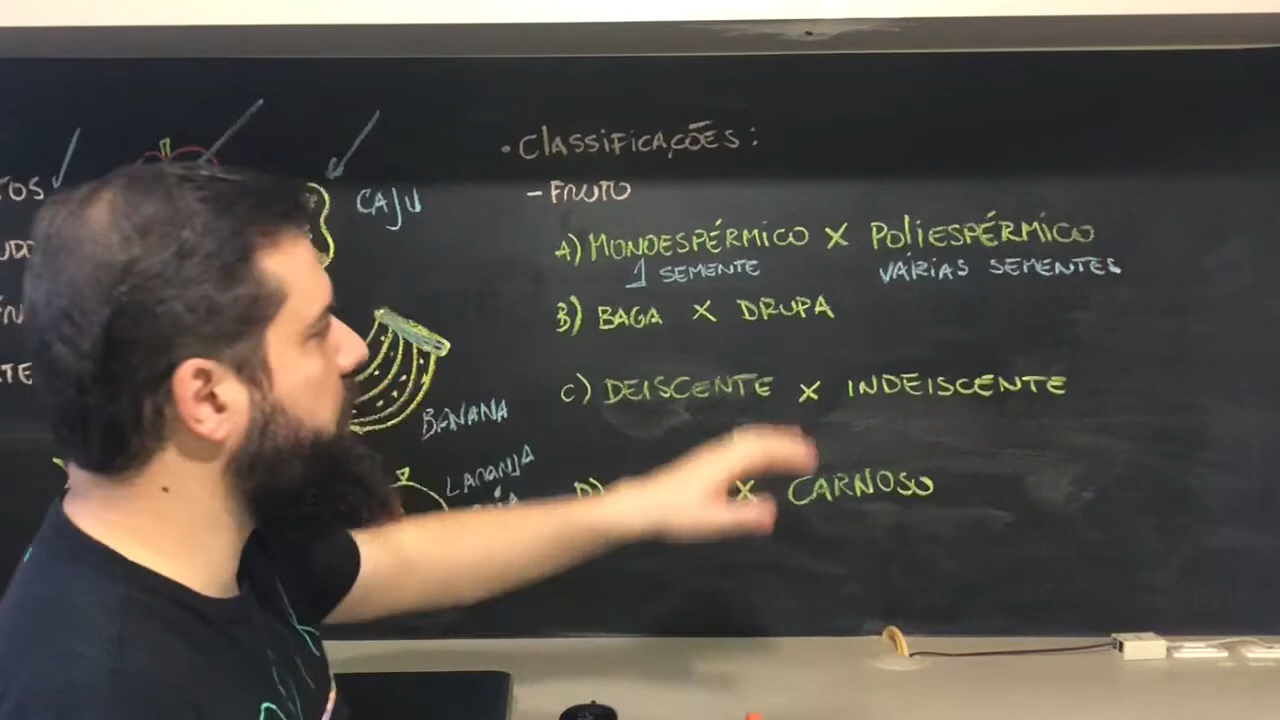 CAJU
BANANA
LARANJA
• CLASSIFICAÇÕES:
- FRUTO
A) MONOESPÉRMICO X POLIESPÉRMICO
1 SEMENTE VÁRIAS SEMENTES
B) BAGA X DRUPA
C) DEISCENTE X INDEISCENTE
D) X CARNOSO